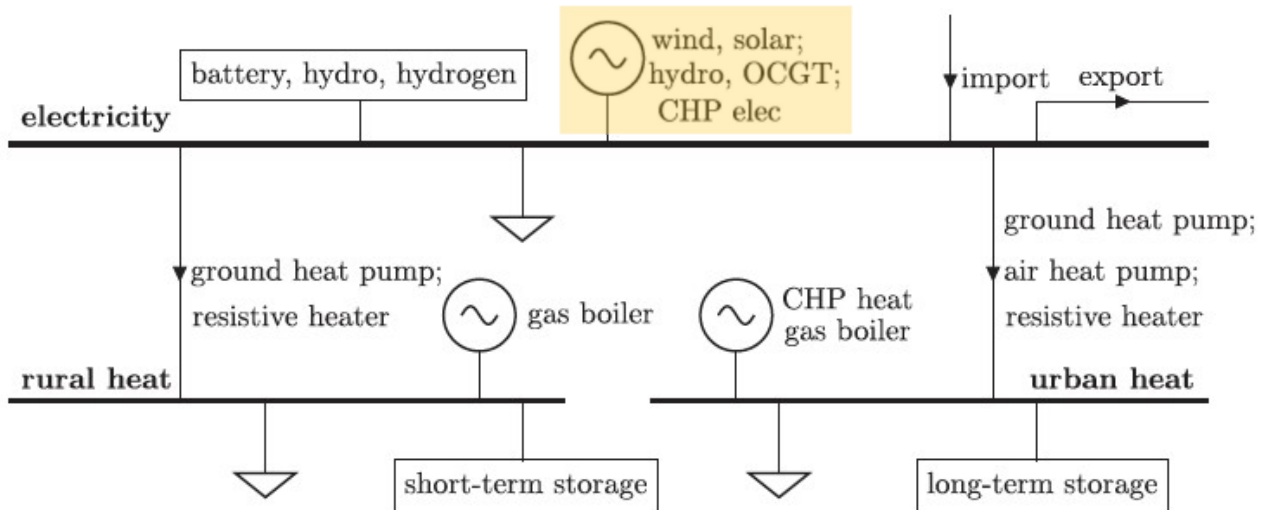 wind, solar;
hydro, OCGT;
CHP elec
battery, hydro, hydrogen
import
export
electricity
ground heat pump;
air heat pump;
resistive heater
ground heat pump;
resistive heater
gas boiler
CHP heat
gas boiler
rural heat
urban heat
short-term storage
long-term storage